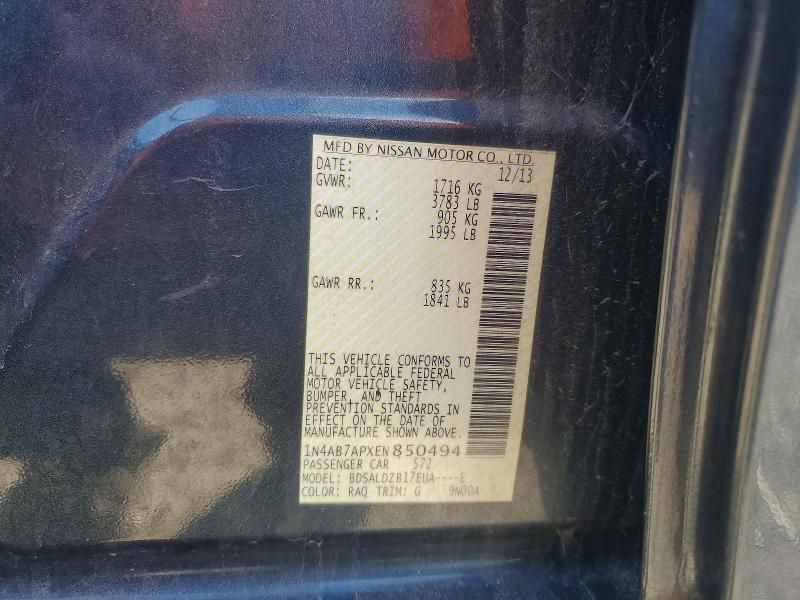 MFD BY NISSAN MOTOR CO., LTD.
DATE: 12/13
GVWR: 1716 KG
3783 LB
GAWR FR.: 905 KG
1995 LB
GAWR RR.: 835 KG
1841 LB
THIS VEHICLE CONFORMS TO
ALL APPLICABLE FEDERAL
MOTOR VEHICLE SAFETY,
BUMPER, AND THEFT
PREVENTION STANDARDS IN
EFFECT ON THE DATE OF
MANUFACTURE SHOWN ABOVE.
1N4AB7APXEN850494
PASSENGER CAR 572
MODEL: BDSALDZB17EUA----E
COLOR: RAQ TRIM: G 9N00A